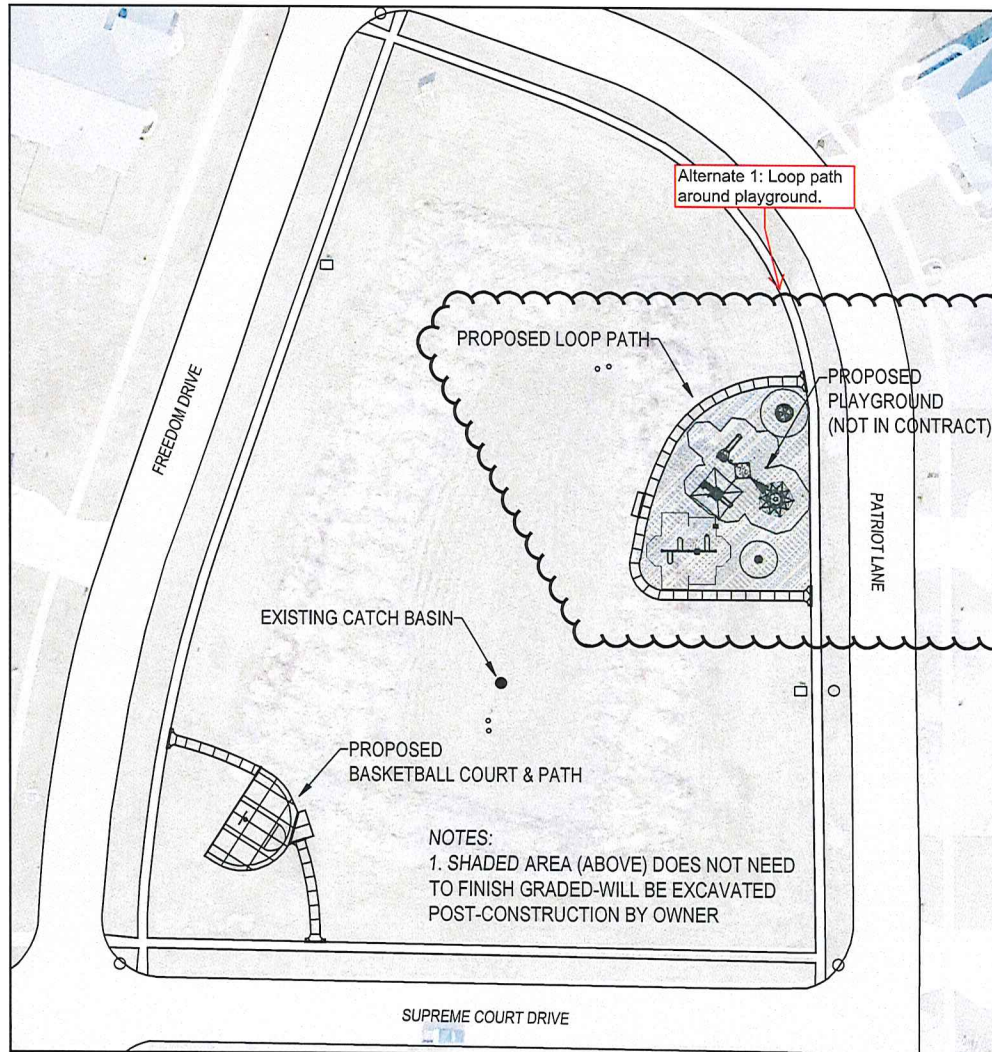 Alternate 1: Loop path
around playground.
PROPOSED LOOP PATH
PROPOSED
PLAYGROUND
(NOT IN CONTRACT)
FREEDOM DRIVE
PATRIOT LANE
EXISTING CATCH BASIN
PROPOSED
BASKETBALL COURT & PATH
NOTES:
1. SHADED AREA (ABOVE) DOES NOT NEED
TO FINISH GRADED-WILL BE EXCAVATED
POST-CONSTRUCTION BY OWNER
SUPREME COURT DRIVE